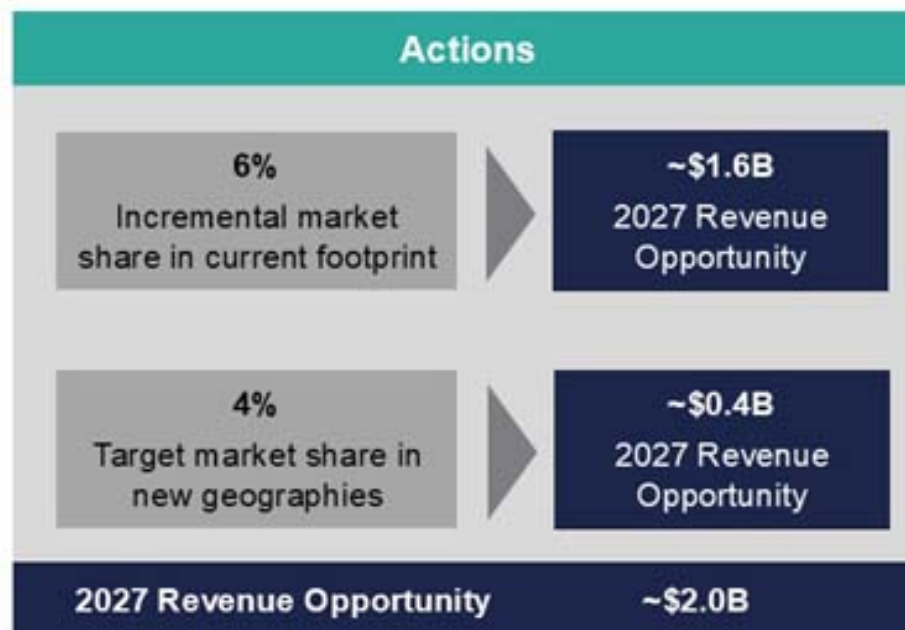 Actions
6%
Incremental market
share in current footprint
~$1.6B
2027 Revenue
Opportunity
4%
Target market share in
new geographies
~$0.4B
2027 Revenue
Opportunity
2027 Revenue Opportunity ~$2.0B